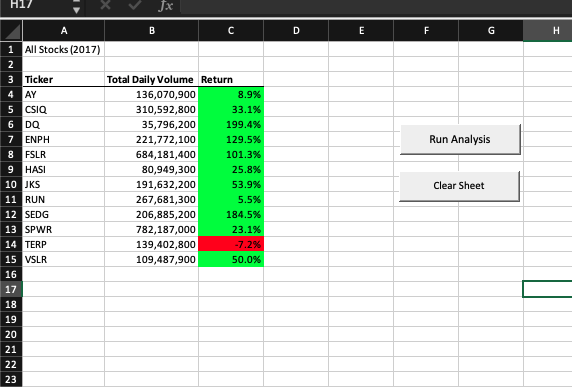 H17 fx
A B C D E F G H
1 All Stocks (2017)
2
3 Ticker Total Daily Volume Return
4 AY 136,070,900 8.9%
5 CSIQ 310,592,800 33.1%
6 DQ 35,796,200 199.4%
7 ENPH 221,772,100 129.5%
Run Analysis
8 FSLR 684,181,400 101.3%
9 HASI 80,949,300 25.8%
10 JKS 191,632,200 53.9%
Clear Sheet
11 RUN 267,681,300 5.5%
12 SEDG 206,885,200 184.5%
13 SPWR 782,187,000 23.1%
14 TERP 139,402,800 -7.2%
15 VSLR 109,487,900 50.0%
16
17
18
19
20
21
22
23